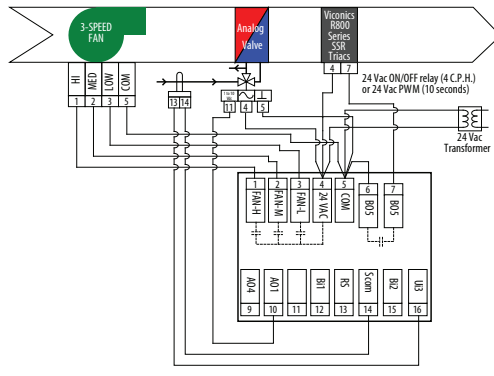 3-SPEED
FAN
Analog
Valve
Viconics
R800
Series
SSR
Triacs
HI
MED
LOW
COM
1
2
3
5
13
14
11
4
5
4
7
24 Vac ON/OFF relay (4 C.P.H.)
or 24 Vac PWM (10 seconds)
24 Vac
Transformer
1
2
3
4
5
6
7
FAN-H
FAN-M
FAN-L
24 VAC
COM
BO5
BO5
AO4
AO1
BI1
RS
Scom
BI2
UI3
9
10
11
12
13
14
15
16